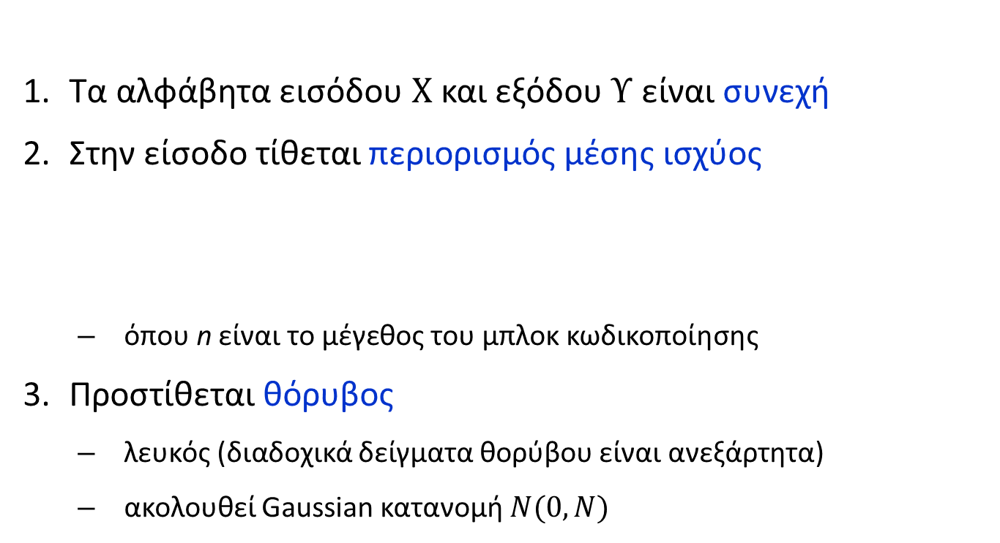 1. Τα αλφάβητα εισόδου Χ και εξόδου ϒ είναι συνεχή
2. Στην είσοδο τίθεται περιορισμός μέσης ισχύος
– όπου n είναι το μέγεθος του μπλοκ κωδικοποίησης
3. Προστίθεται θόρυβος
– λευκός (διαδοχικά δείγματα θορύβου είναι ανεξάρτητα)
– ακολουθεί Gaussian κατανομή N(0, N)